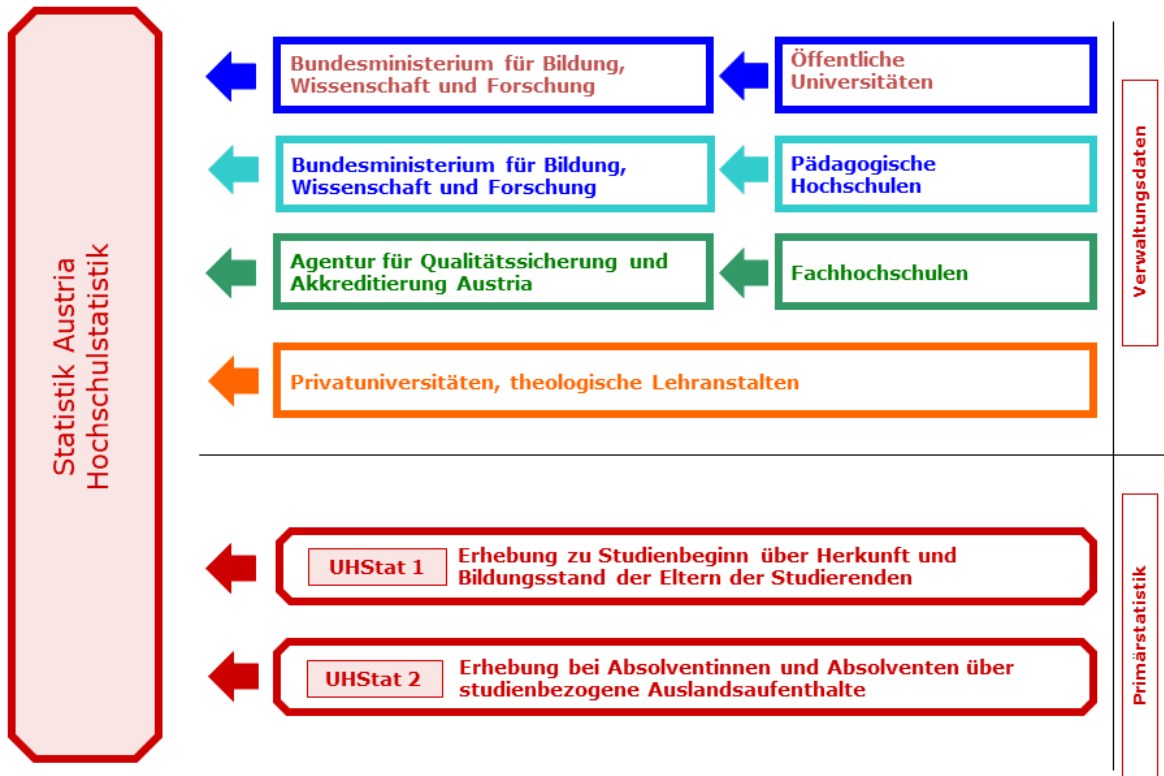 Statistik Austria
Hochschulstatistik
Bundesministerium für Bildung,
Wissenschaft und Forschung
Öffentliche
Universitäten
Bundesministerium für Bildung,
Wissenschaft und Forschung
Pädagogische
Hochschulen
Agentur für Qualitätssicherung und
Akkreditierung Austria
Fachhochschulen
Privatuniversitäten, theologische Lehranstalten
Verwaltungsdaten
UHStat 1
Erhebung zu Studienbeginn über Herkunft und
Bildungsstand der Eltern der Studierenden
UHStat 2
Erhebung bei Absolventinnen und Absolventen über
studienbezogene Auslandsaufenthalte
Primärstatistik